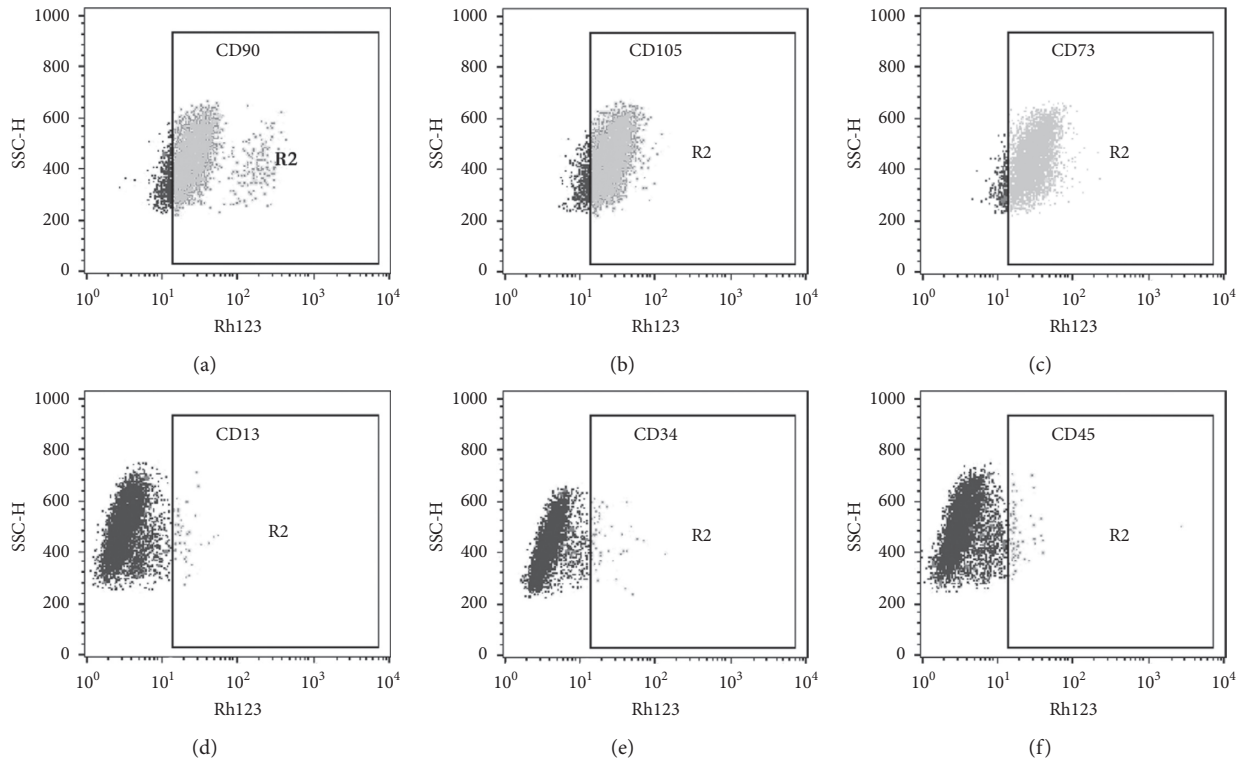 1000
800
600
400
200
0
SSC-H
CD90
R2
10⁰ 10¹ 10² 10³ 10⁴
Rh123
(a)
1000
800
600
400
200
0
SSC-H
CD105
R2
10⁰ 10¹ 10² 10³ 10⁴
Rh123
(b)
1000
800
600
400
200
0
SSC-H
CD73
R2
10⁰ 10¹ 10² 10³ 10⁴
Rh123
(c)
1000
800
600
400
200
0
SSC-H
CD13
R2
10⁰ 10¹ 10² 10³ 10⁴
Rh123
(d)
1000
800
600
400
200
0
SSC-H
CD34
R2
10⁰ 10¹ 10² 10³ 10⁴
Rh123
(e)
1000
800
600
400
200
0
SSC-H
CD45
R2
10⁰ 10¹ 10² 10³ 10⁴
Rh123
(f)